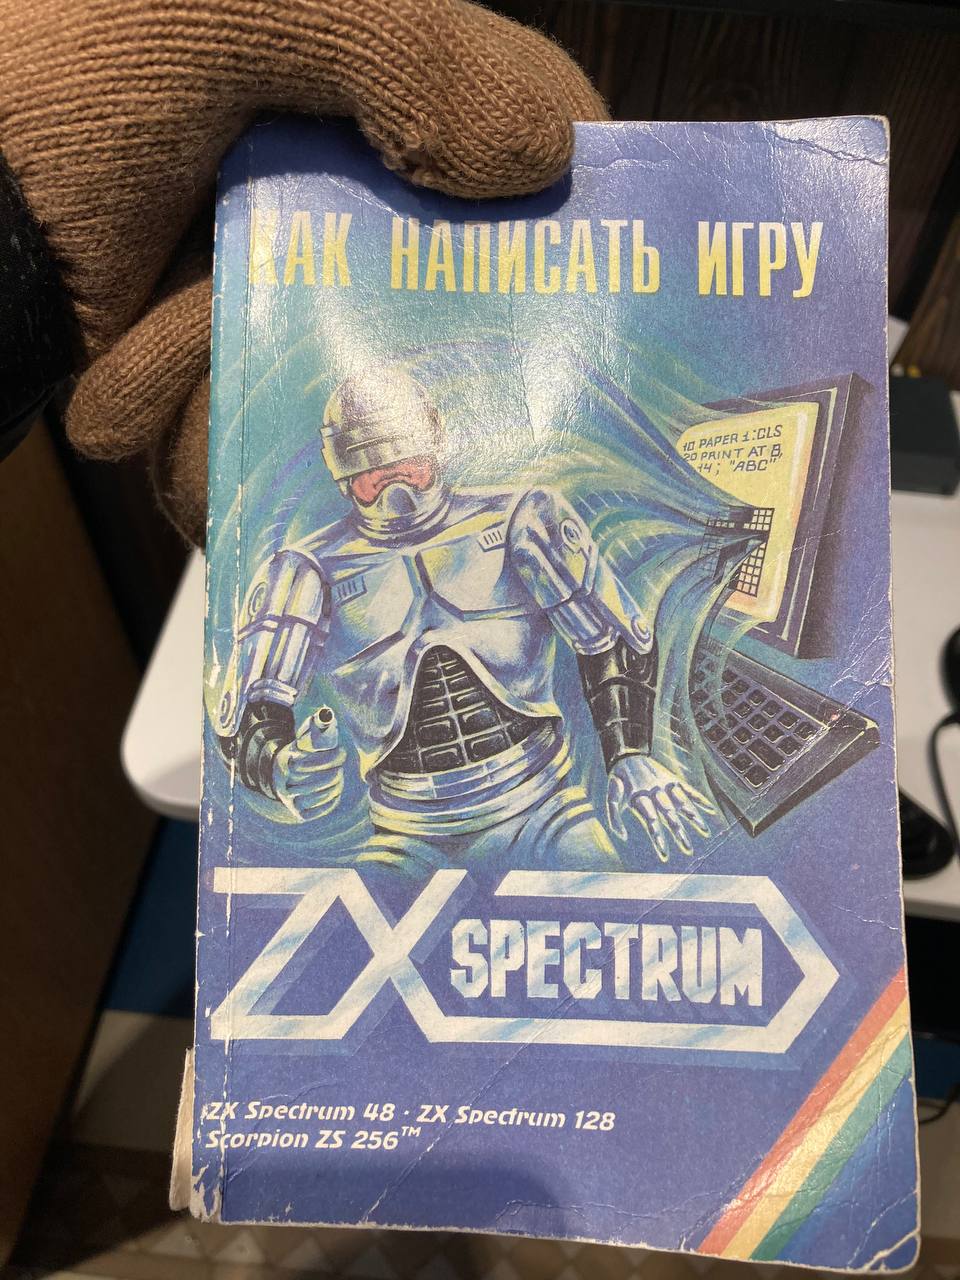 КАК НАПИСАТЬ ИГРУ
10 PAPER 1:CLS
20 PRINT AT 8,
14; "ABC"
ZX SPECTRUM
ZX Spectrum 48 · ZX Spectrum 128
Scorpion ZS 256™